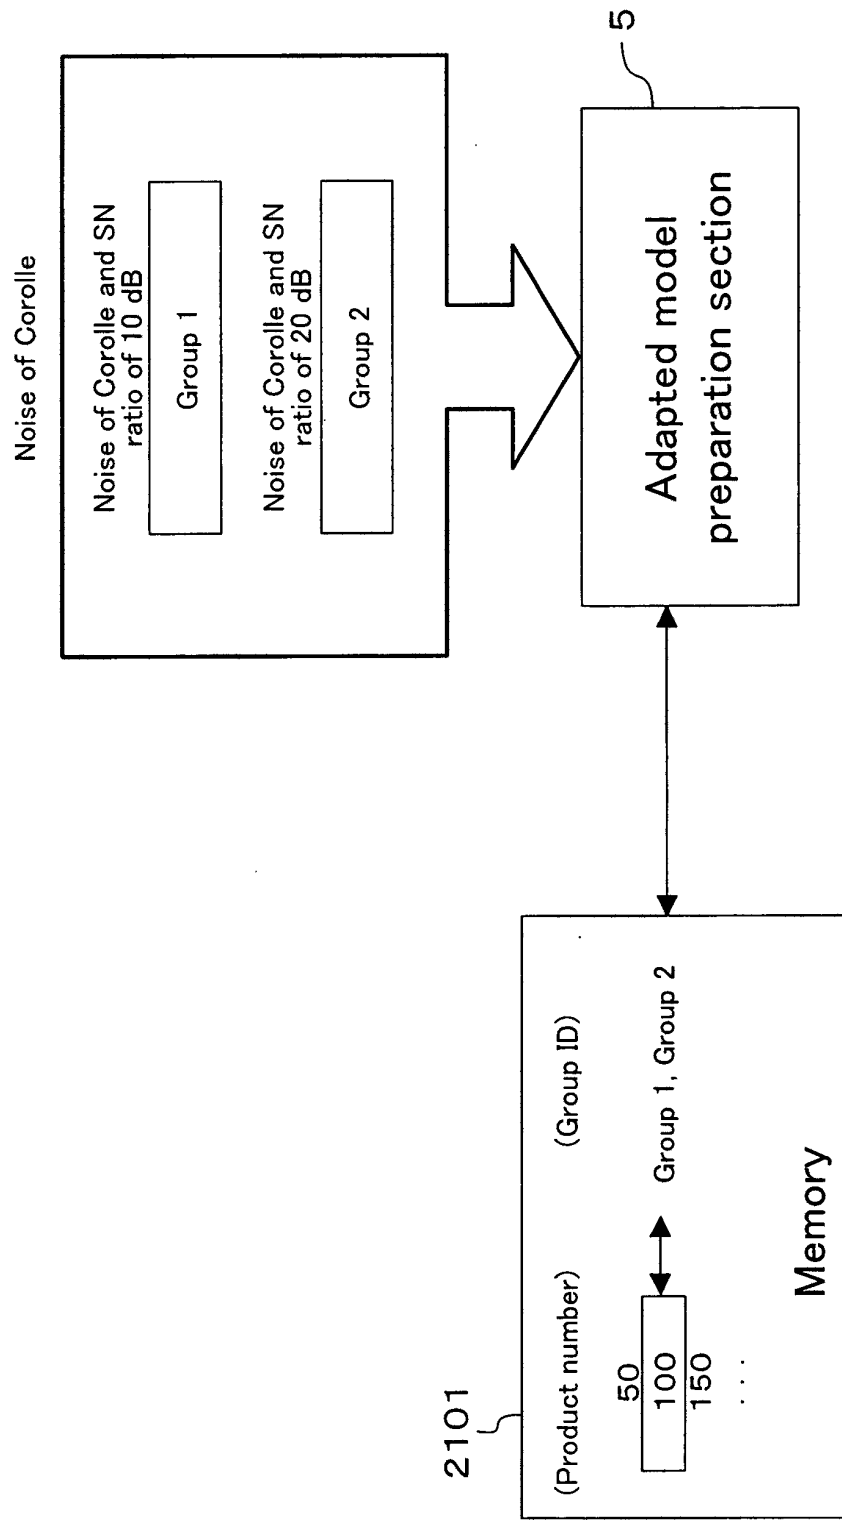 Noise of Corolle
Noise of Corolle and SN
ratio of 10 dB
Group 1
Noise of Corolle and SN
ratio of 20 dB
Group 2
5
Adapted model
preparation section
2101
(Product number)
(Group ID)
50
100
Group 1, Group 2
150
...
Memory